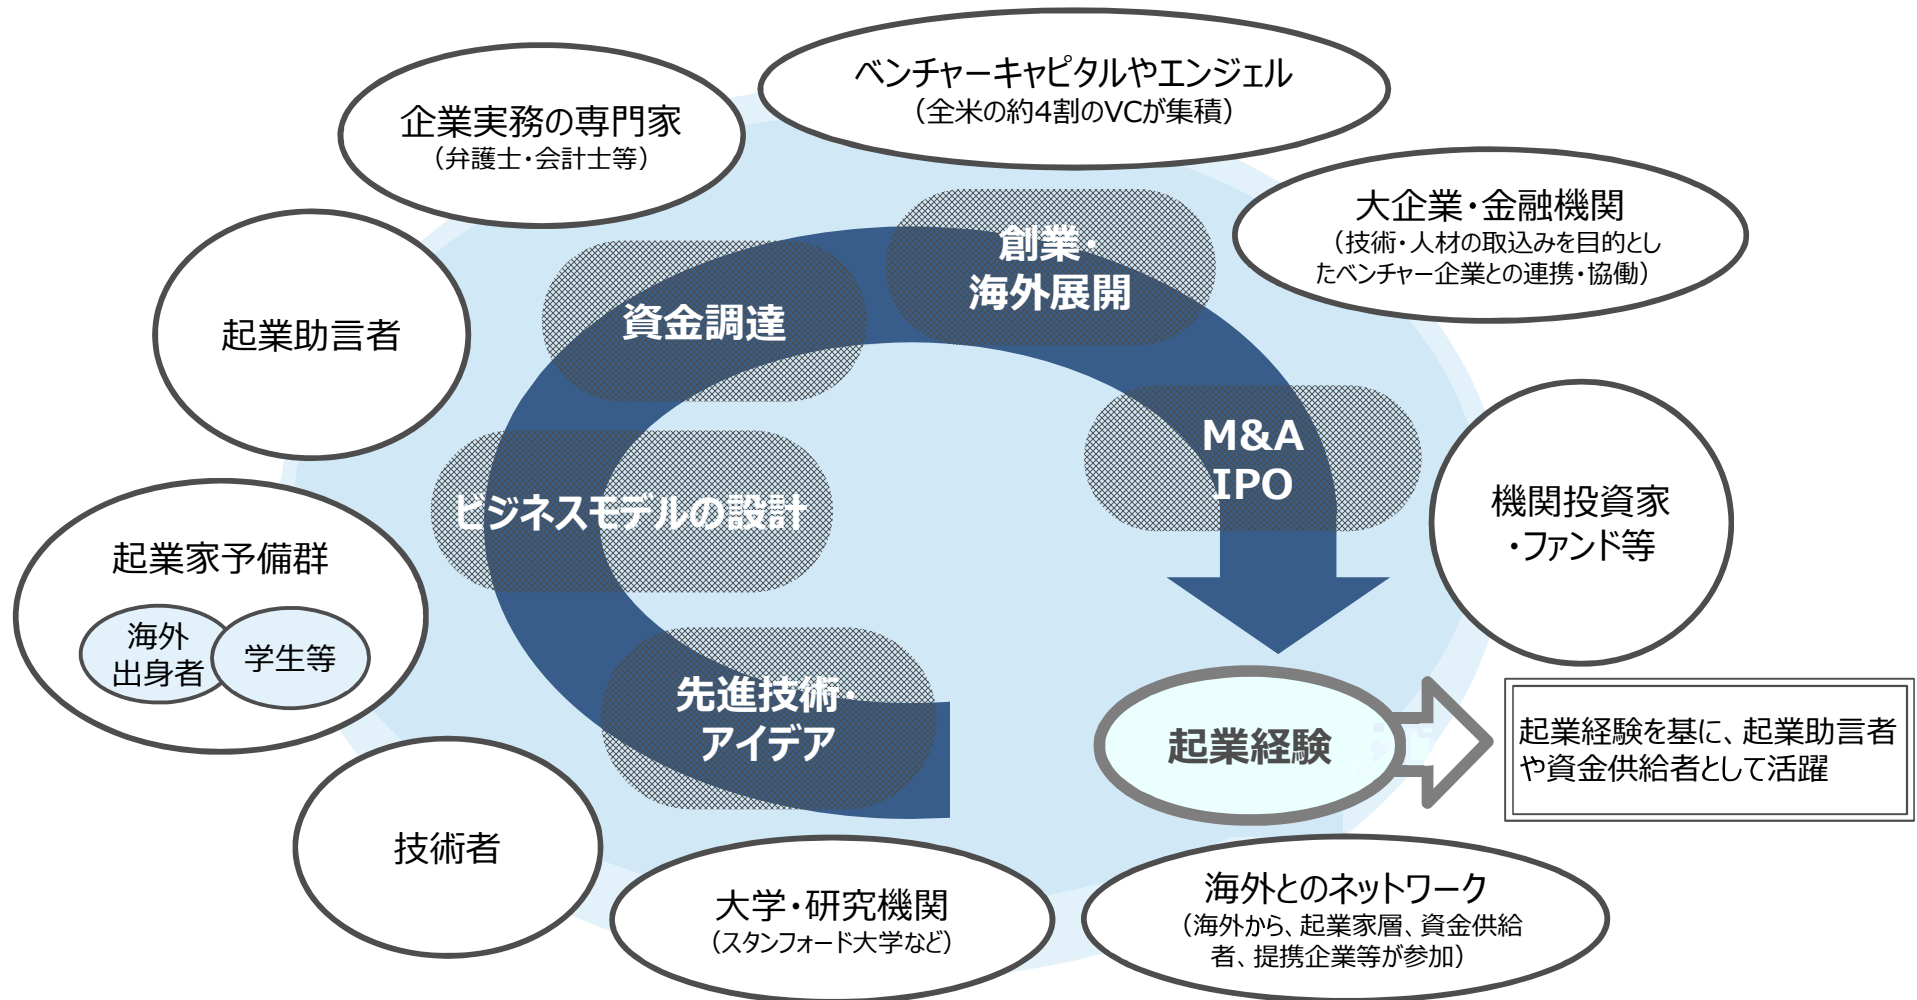 ベンチャーキャピタルやエンジェル
（全米の約4割のVCが集積）
企業実務の専門家
（弁護士・会計士等）
大企業・金融機関
（技術・人材の取込みを目的とし
たベンチャー企業との連携・協働）
起業助言者
創業・
海外展開
資金調達
M&A
IPO
ビジネスモデルの設計
機関投資家
・ファンド等
起業家予備群
海外
出身者
学生等
先進技術・
アイデア
起業経験
起業経験を基に、起業助言者
や資金供給者として活躍
技術者
大学・研究機関
（スタンフォード大学など）
海外とのネットワーク
（海外から、起業家層、資金供給
者、提携企業等が参加）